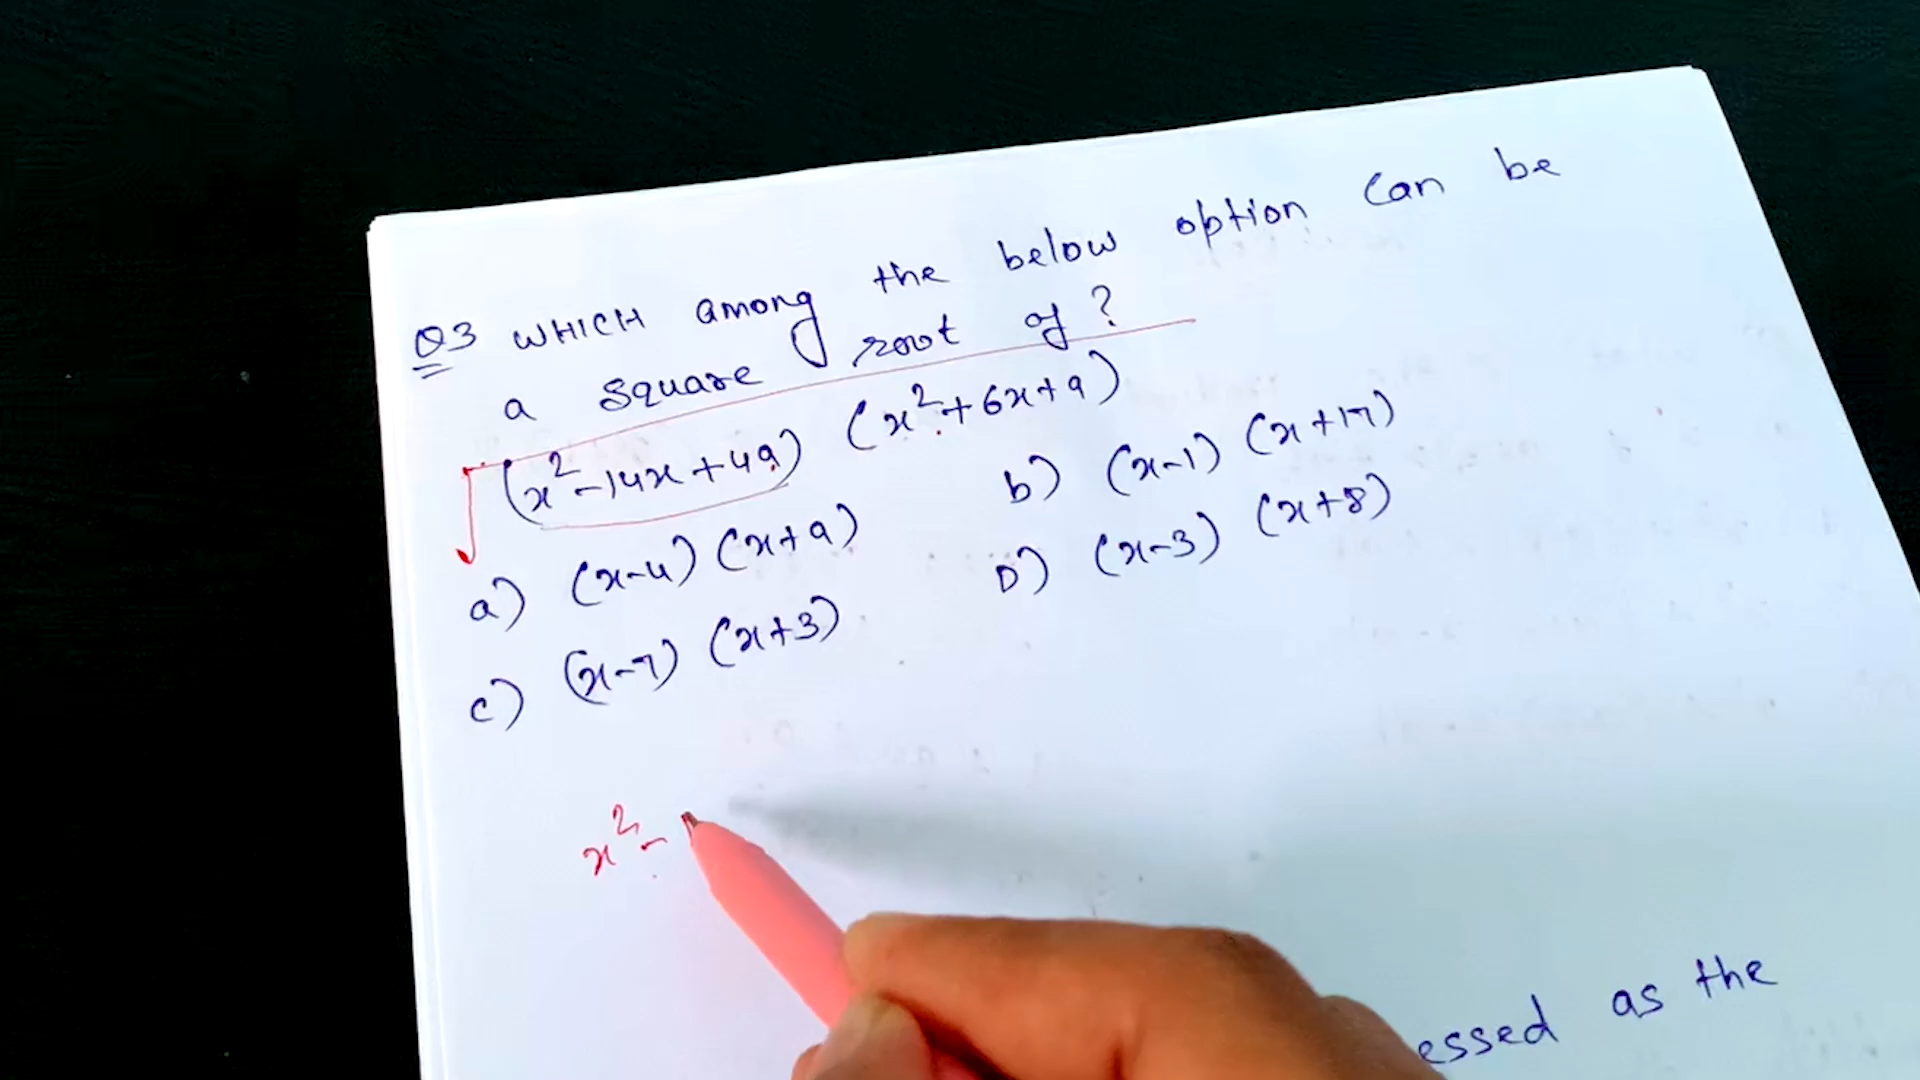 Q3 WHICH among the below option can be
a square root of?
√(x²-14x+49) (x²+6x+9)
a) (x-4) (x+9) b) (x-1) (x+17)
c) (x-7) (x+3) D) (x-3) (x+8)
x² -
essed as the